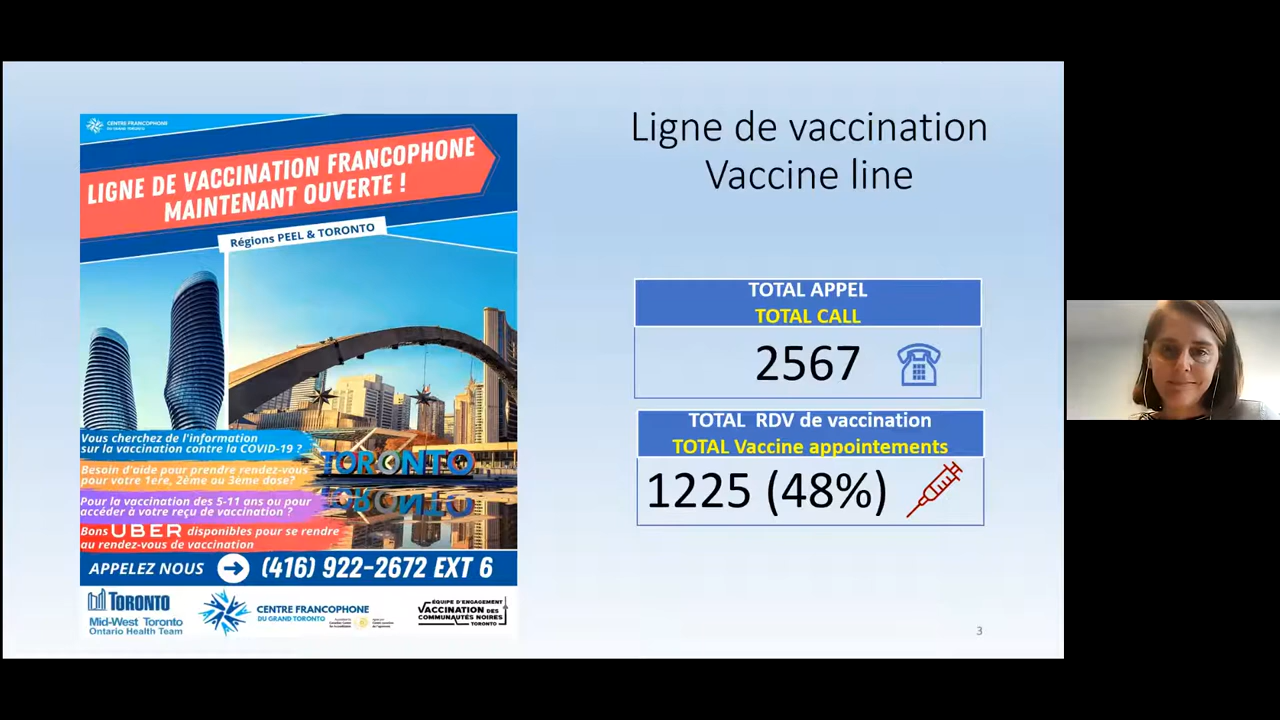 CENTRE FRANCOPHONE
DU GRAND TORONTO
LIGNE DE VACCINATION FRANCOPHONE
MAINTENANT OUVERTE !
Régions PEEL & TORONTO
Vous cherchez de l'information
sur la vaccination contre la COVID-19 ?
Besoin d'aide pour prendre rendez-vous
pour votre 1ère, 2ème ou 3ème dose?
Pour la vaccination des 5-11 ans ou pour
accéder à votre reçu de vaccination ?
Bons UBER disponibles pour se rendre
au rendez-vous de vaccination
TORONTO
APPELEZ NOUS (416) 922-2672 EXT 6
TORONTO
Mid-West Toronto
Ontario Health Team
CENTRE FRANCOPHONE
DU GRAND TORONTO
ÉQUIPE D'ENGAGEMENT
VACCINATION DES
COMMUNAUTÉS NOIRES
TORONTO
Ligne de vaccination
Vaccine line
TOTAL APPEL
TOTAL CALL
2567
TOTAL RDV de vaccination
TOTAL Vaccine appointements
1225 (48%)
3